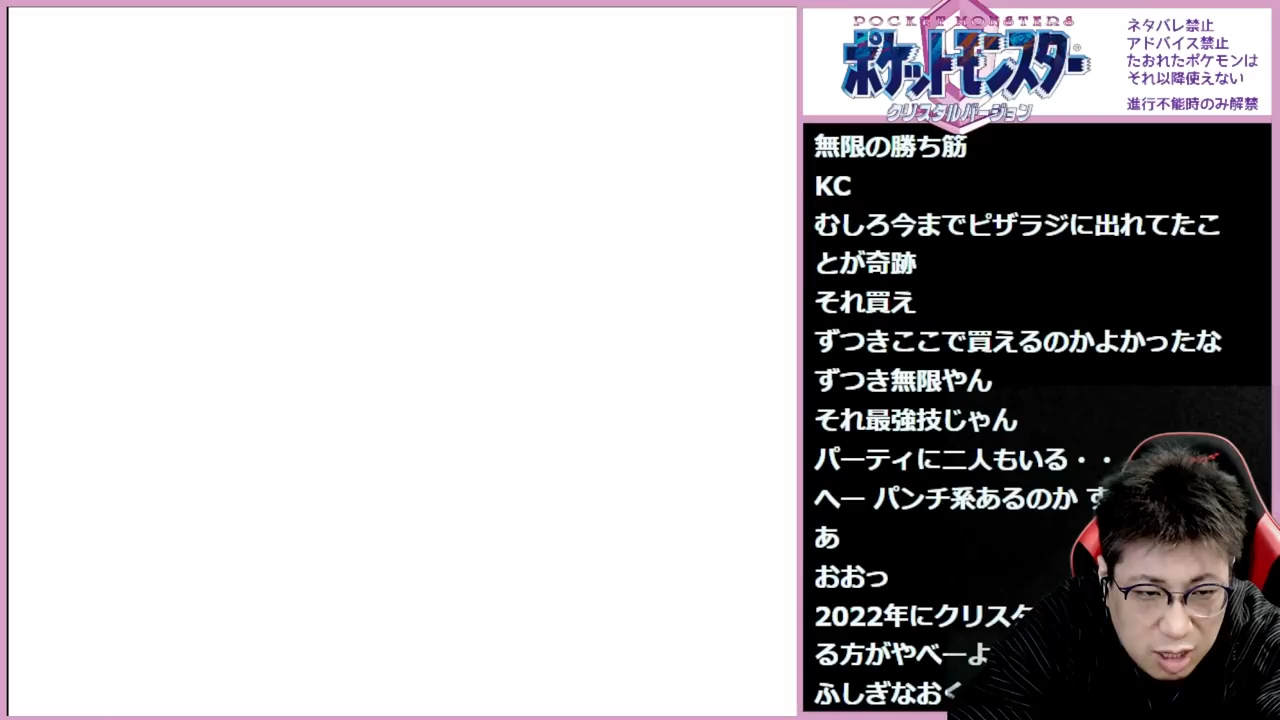 POCKET MONSTERS
ポケットモンスター
クリスタルバージョン
ネタバレ禁止
アドバイス禁止
たおれたポケモンは
それ以降使えない
進行不能時のみ解禁
無限の勝ち筋
KC
むしろ今までピザラジに出れてたこ
とが奇跡
それ買え
ずつきここで買えるのかよかったな
ずつき無限やん
それ最強技じゃん
パーティに二人もいる・・
へー パンチ系あるのか
あ
おおっ
2022年にクリスタ
る方がやべーよ
ふしぎなおく